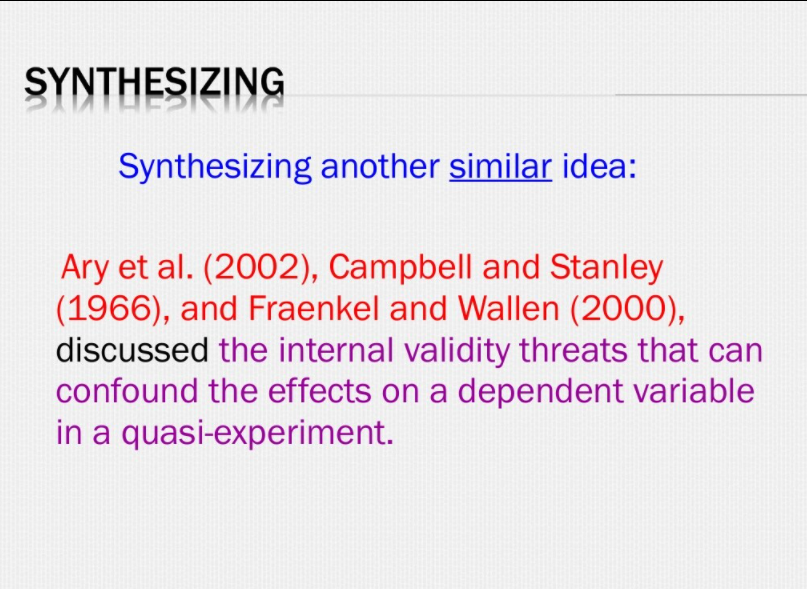 SYNTHESIZING
Synthesizing another similar idea:
Ary et al. (2002), Campbell and Stanley
(1966), and Fraenkel and Wallen (2000),
discussed the internal validity threats that can
confound the effects on a dependent variable
in a quasi-experiment.